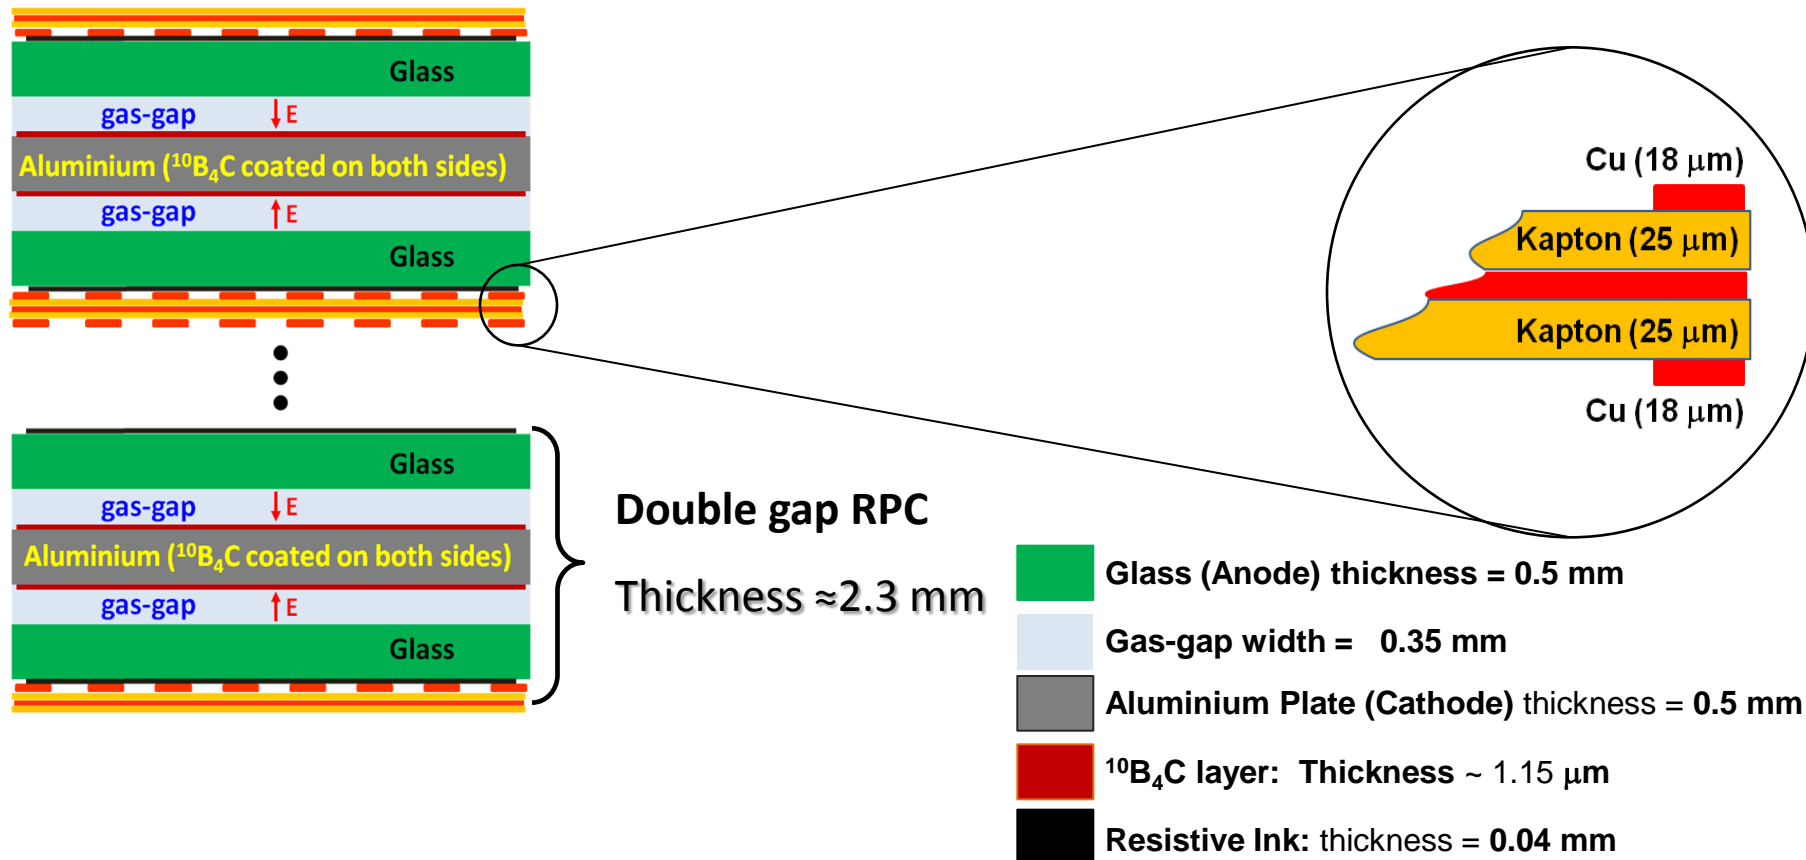 Glass
gas-gap E
Aluminium (¹⁰B₄C coated on both sides)
gas-gap E
Glass
Cu (18 μm)
Kapton (25 μm)
Kapton (25 μm)
Cu (18 μm)
Glass
gas-gap E
Aluminium (¹⁰B₄C coated on both sides)
gas-gap E
Glass
Double gap RPC
Thickness ≈2.3 mm
Glass (Anode) thickness = 0.5 mm
Gas-gap width = 0.35 mm
Aluminium Plate (Cathode) thickness = 0.5 mm
¹⁰B₄C layer: Thickness ~ 1.15 μm
Resistive Ink: thickness = 0.04 mm